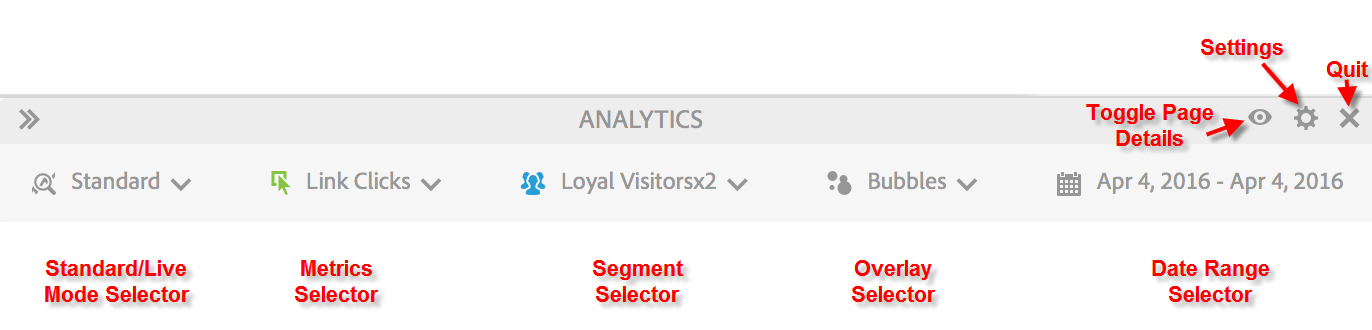 Settings
Quit
ANALYTICS
Toggle Page
Details
Standard
Link Clicks
Loyal Visitorsx2
Bubbles
Apr 4, 2016 - Apr 4, 2016
Standard/Live
Mode Selector
Metrics
Selector
Segment
Selector
Overlay
Selector
Date Range
Selector